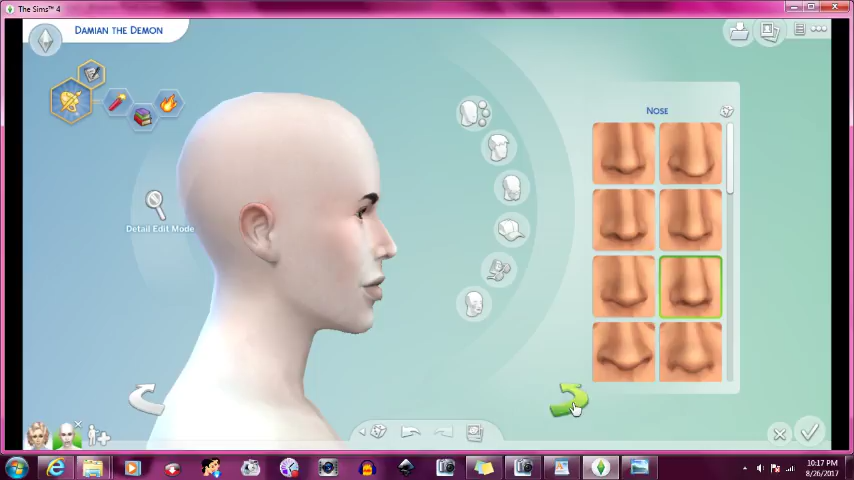 The Sims™ 4
DAMIAN THE DEMON
NOSE
Detail Edit Mode
10:17 PM
8/26/2017